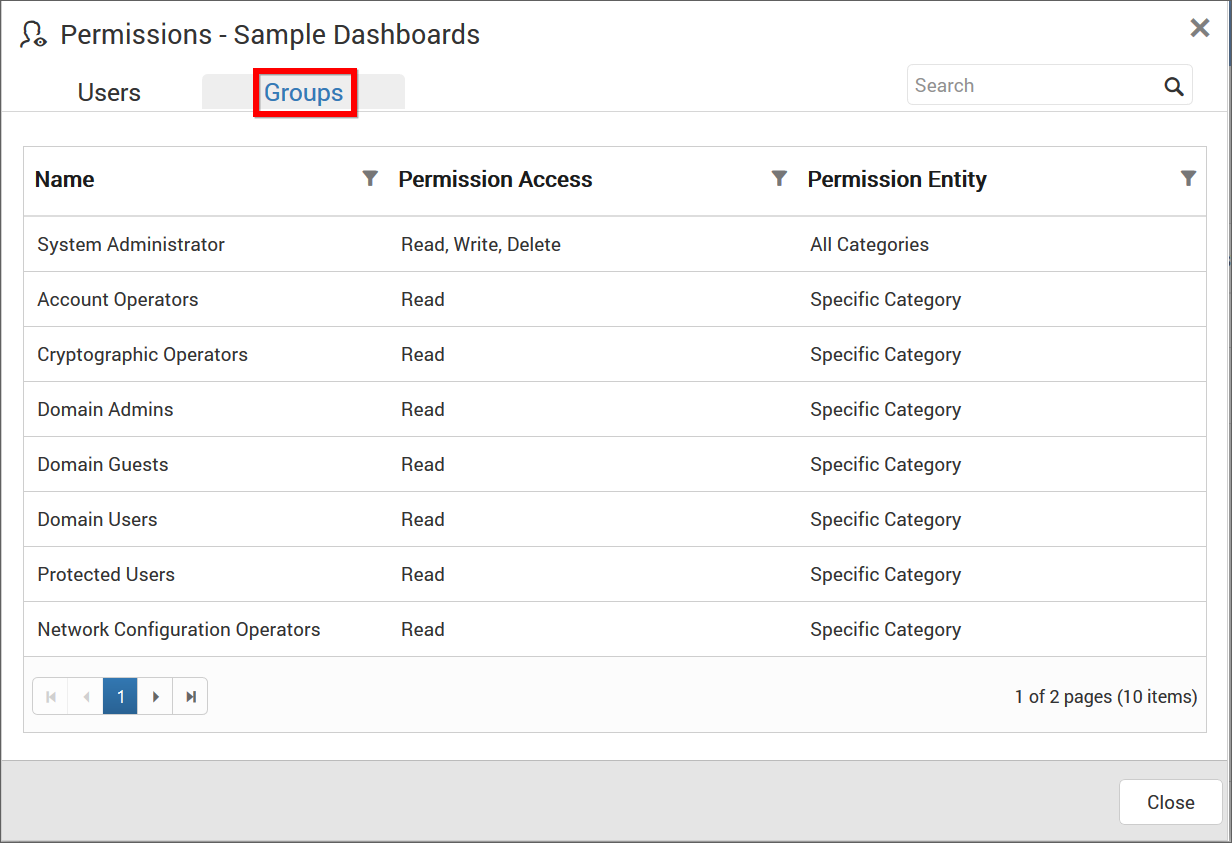 Permissions - Sample Dashboards
Users Groups Search
Name Permission Access Permission Entity
System Administrator Read, Write, Delete All Categories
Account Operators Read Specific Category
Cryptographic Operators Read Specific Category
Domain Admins Read Specific Category
Domain Guests Read Specific Category
Domain Users Read Specific Category
Protected Users Read Specific Category
Network Configuration Operators Read Specific Category
1 1 of 2 pages (10 items)
Close